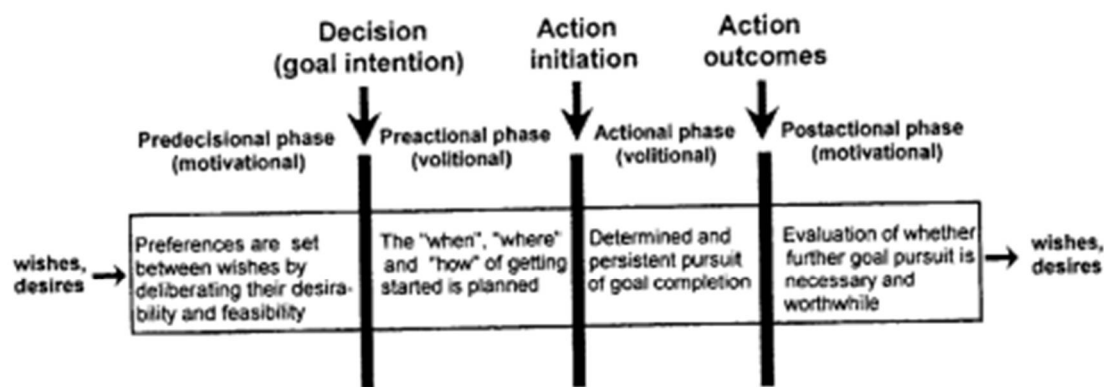 Decision
(goal intention)
Action
initiation
Action
outcomes
Predecisional phase
(motivational)
Preactional phase
(volitional)
Actional phase
(volitional)
Postactional phase
(motivational)
wishes,
desires
Preferences are set
between wishes by
deliberating their desira-
bility and feasibility
The "when", "where"
and "how" of getting
started is planned
Determined and
persistent pursuit
of goal completion
Evaluation of whether
further goal pursuit is
necessary and
worthwhile
wishes,
desires